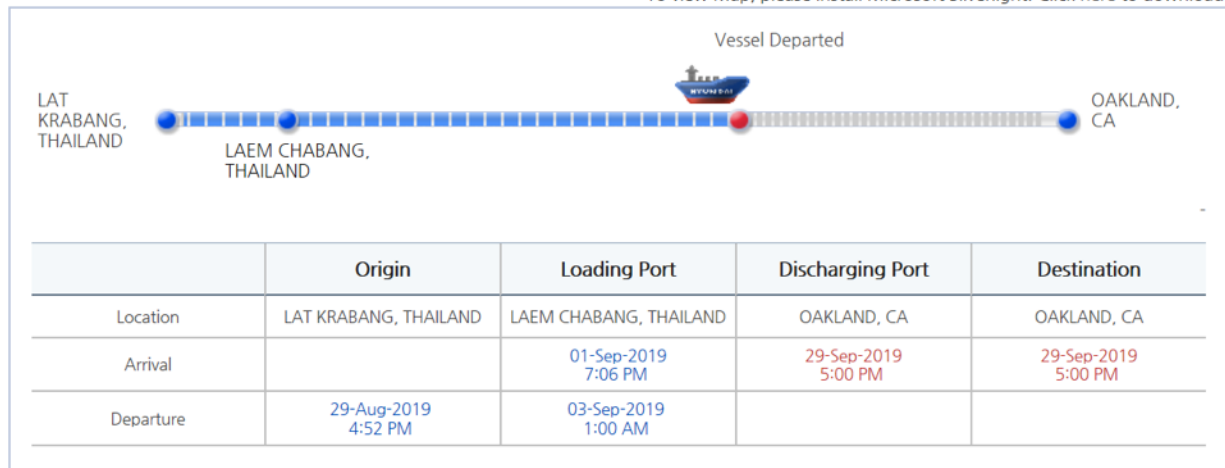 Vessel Departed
HYUNDAI
LAT
KRABANG,
THAILAND
OAKLAND,
CA
LAEM CHABANG,
THAILAND
Origin Loading Port Discharging Port Destination
Location LAT KRABANG, THAILAND LAEM CHABANG, THAILAND OAKLAND, CA OAKLAND, CA
Arrival 01-Sep-2019 7:06 PM 29-Sep-2019 5:00 PM 29-Sep-2019 5:00 PM
Departure 29-Aug-2019 4:52 PM 03-Sep-2019 1:00 AM